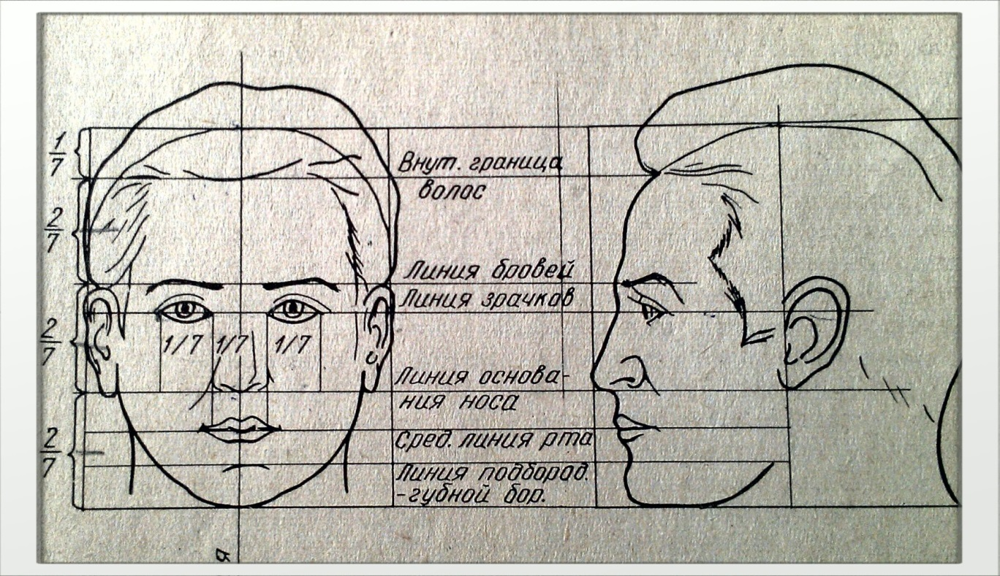 1/7
2/7
2/7
2/7
Внут. граница
волос
Линия бровей
Линия зрачков
1/7 1/7 1/7
Линия основа-
ния носа
Сред. линия рта
Линия подбород.
-губной бор.
а